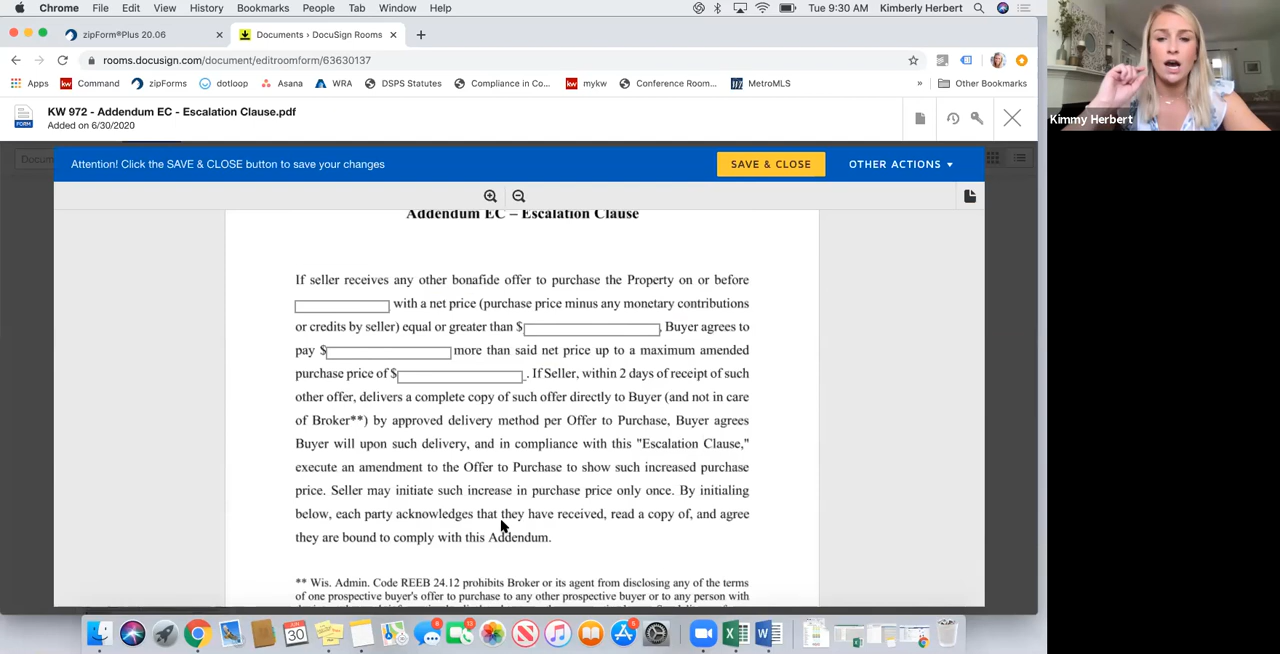 Chrome File Edit View History Bookmarks People Tab Window Help
Tue 9:30 AM Kimberly Herbert
zipForm®Plus 20.06
Documents | DocuSign Rooms
rooms.docusign.com/document/editroomform/63630137
Apps Command zipForms dotloop Asana WRA DSPS Statutes Compliance in Co... mykw Conference Room... MetroMLS » Other Bookmarks
KW 972 - Addendum EC - Escalation Clause.pdf
Added on 6/30/2020
FORM
Kimmy Herbert
Docum
Attention! Click the SAVE & CLOSE button to save your changes
SAVE & CLOSE
OTHER ACTIONS
Addendum EC – Escalation Clause
If seller receives any other bonafide offer to purchase the Property on or before
with a net price (purchase price minus any monetary contributions
or credits by seller) equal or greater than $ . Buyer agrees to
pay $ more than said net price up to a maximum amended
purchase price of $ . If Seller, within 2 days of receipt of such
other offer, delivers a complete copy of such offer directly to Buyer (and not in care
of Broker**) by approved delivery method per Offer to Purchase, Buyer agrees
Buyer will upon such delivery, and in compliance with this "Escalation Clause,"
execute an amendment to the Offer to Purchase to show such increased purchase
price. Seller may initiate such increase in purchase price only once. By initialing
below, each party acknowledges that they have received, read a copy of, and agree
they are bound to comply with this Addendum.
** Wis. Admin. Code REEB 24.12 prohibits Broker or its agent from disclosing any of the terms
of one prospective buyer's offer to purchase to any other prospective buyer or to any person with
JUN
30